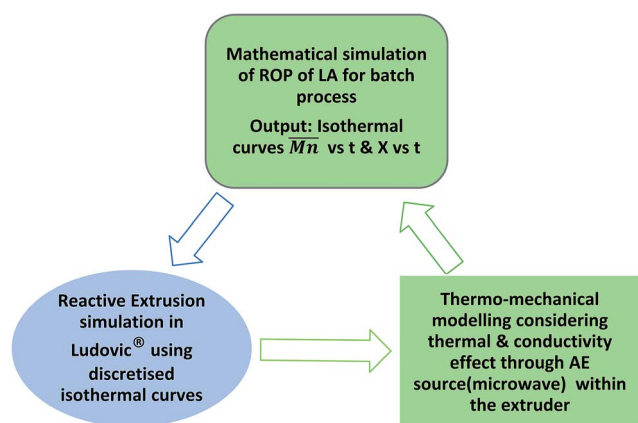 Mathematical simulation
of ROP of LA for batch
process
Output: Isothermal
curves M̅n̅ vs t & X vs t
Reactive Extrusion
simulation in
Ludovic® using
discretised
isothermal curves
Thermo-mechanical
modelling considering
thermal & conductivity
effect through AE
source(microwave) within
the extruder